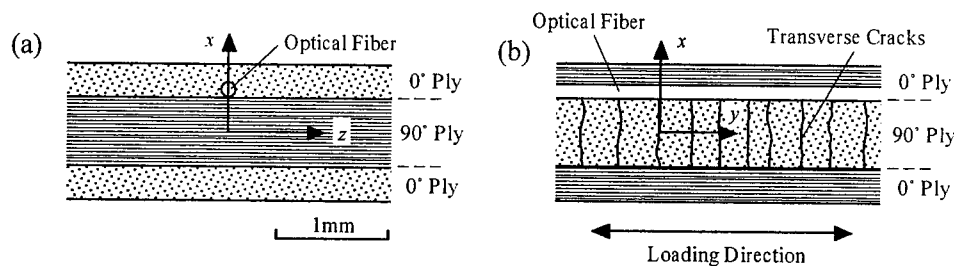 (a)
x
Optical Fiber
0° Ply
90° Ply
z
0° Ply
1mm
(b)
Optical Fiber
x
Transverse Cracks
0° Ply
y
90° Ply
0° Ply
Loading Direction